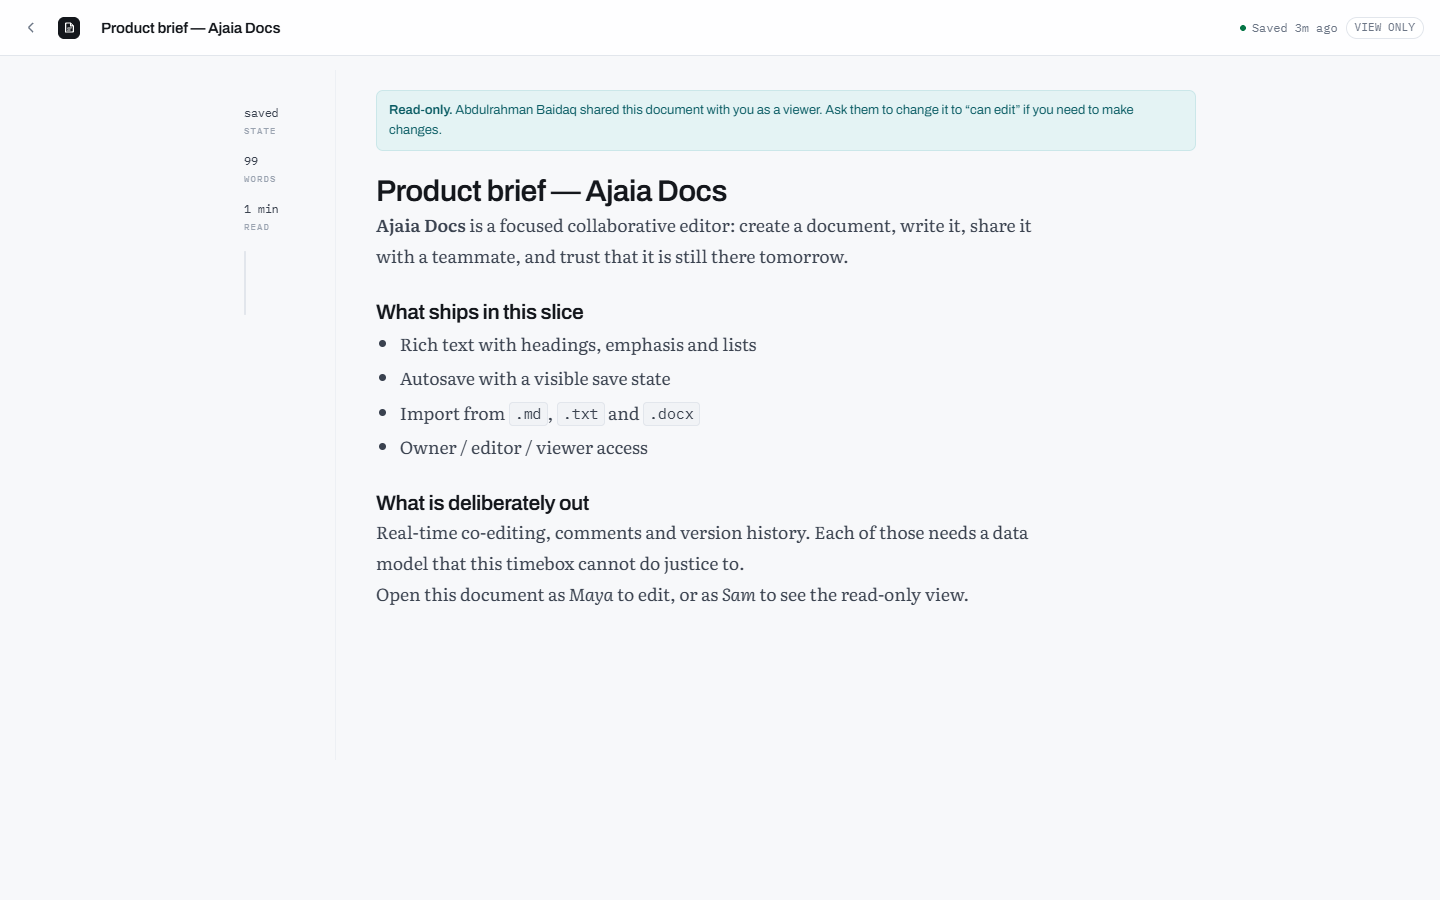 Product brief — Ajaia Docs
Saved 3m ago
VIEW ONLY
saved
STATE
99
WORDS
1 min
READ
Read-only. Abdulrahman Baidaq shared this document with you as a viewer. Ask them to change it to “can edit” if you need to make
changes.
Product brief — Ajaia Docs
Ajaia Docs is a focused collaborative editor: create a document, write it, share it
with a teammate, and trust that it is still there tomorrow.
What ships in this slice
• Rich text with headings, emphasis and lists
• Autosave with a visible save state
• Import from .md, .txt and .docx
• Owner / editor / viewer access
What is deliberately out
Real-time co-editing, comments and version history. Each of those needs a data
model that this timebox cannot do justice to.
Open this document as Maya to edit, or as Sam to see the read-only view.